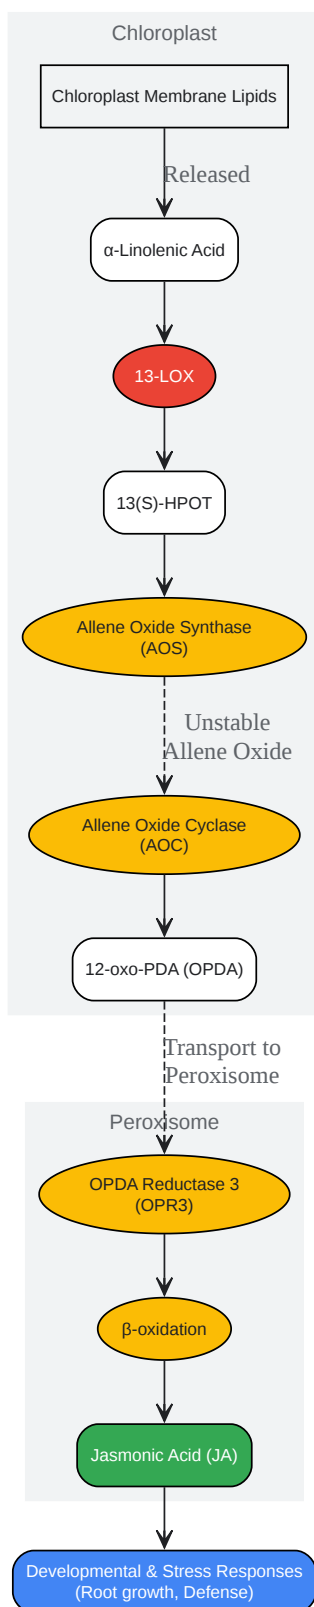 Chloroplast
Chloroplast Membrane Lipids
Released
α-Linolenic Acid
13-LOX
13(S)-HPOT
Allene Oxide Synthase
(AOS)
Unstable
Allene Oxide
Allene Oxide Cyclase
(AOC)
12-oxo-PDA (OPDA)
Transport to
Peroxisome
Peroxisome
OPDA Reductase 3
(OPR3)
β-oxidation
Jasmonic Acid (JA)
Developmental & Stress Responses
(Root growth, Defense)